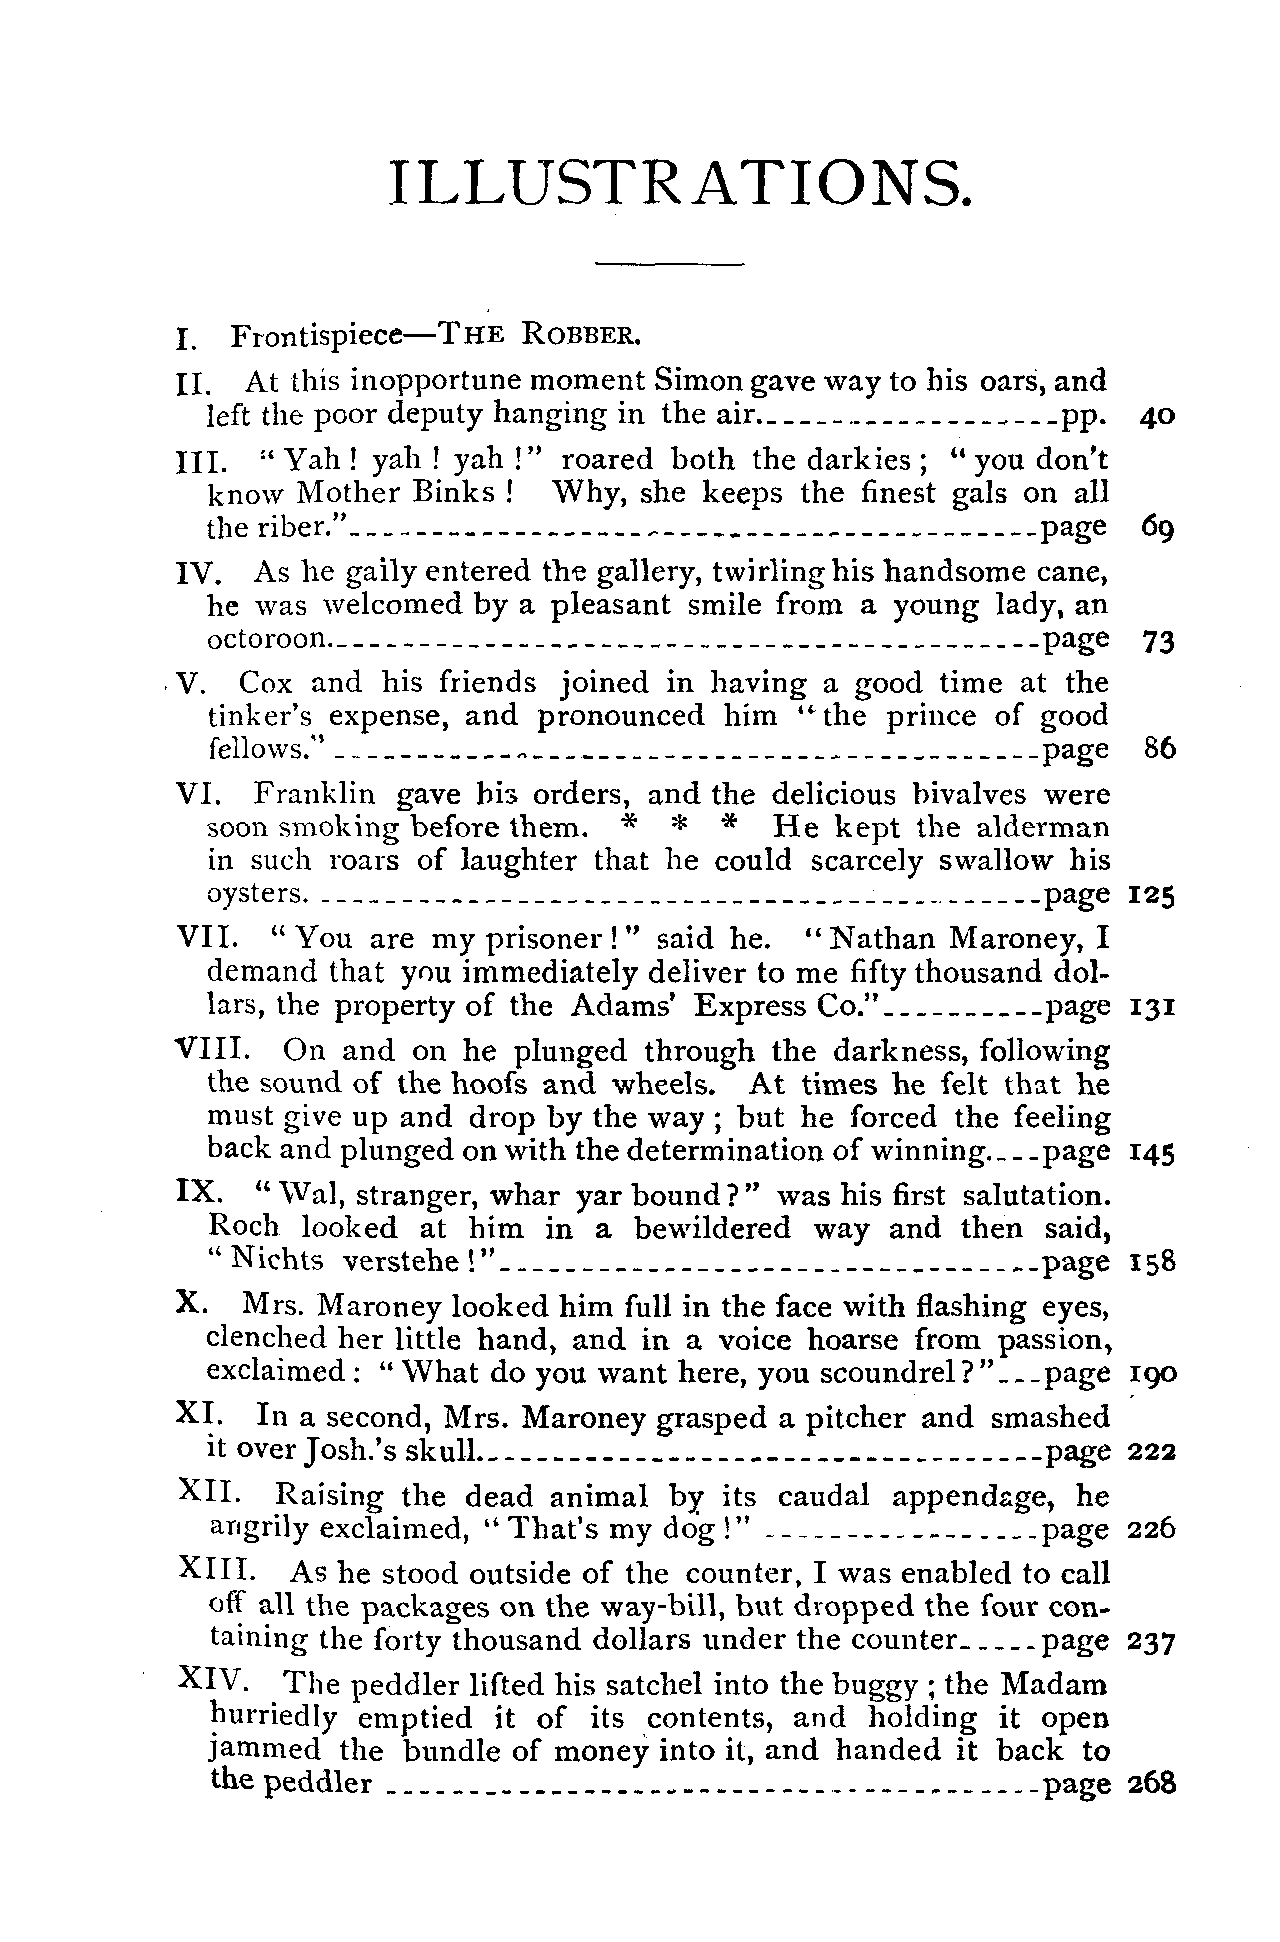 ILLUSTRATIONS.
I. Frontispiece—THE ROBBER.
II. At this inopportune moment Simon gave way to his oars, and
left the poor deputy hanging in the air.------------------pp. 40
III. "Yah! yah! yah!" roared both the darkies; "you don't
know Mother Binks! Why, she keeps the finest gals on all
the riber."------------------------------------------page 69
IV. As he gaily entered the gallery, twirling his handsome cane,
he was welcomed by a pleasant smile from a young lady, an
octoroon.-------------------------------------------page 73
V. Cox and his friends joined in having a good time at the
tinker's expense, and pronounced him "the prince of good
fellows." -------------------------------------------page 86
VI. Franklin gave his orders, and the delicious bivalves were
soon smoking before them. * * * He kept the alderman
in such roars of laughter that he could scarcely swallow his
oysters. --------------------------------------------page 125
VII. "You are my prisoner!" said he. "Nathan Maroney, I
demand that you immediately deliver to me fifty thousand dol-
lars, the property of the Adams' Express Co."----------page 131
VIII. On and on he plunged through the darkness, following
the sound of the hoofs and wheels. At times he felt that he
must give up and drop by the way; but he forced the feeling
back and plunged on with the determination of winning.---page 145
IX. "Wal, stranger, whar yar bound?" was his first salutation.
Roch looked at him in a bewildered way and then said,
"Nichts verstehe!"---------------------------------page 158
X. Mrs. Maroney looked him full in the face with flashing eyes,
clenched her little hand, and in a voice hoarse from passion,
exclaimed: "What do you want here, you scoundrel?"---page 190
XI. In a second, Mrs. Maroney grasped a pitcher and smashed
it over Josh.'s skull.----------------------------------page 222
XII. Raising the dead animal by its caudal appendage, he
angrily exclaimed, "That's my dog!" -----------------page 226
XIII. As he stood outside of the counter, I was enabled to call
off all the packages on the way-bill, but dropped the four con-
taining the forty thousand dollars under the counter-----page 237
XIV. The peddler lifted his satchel into the buggy; the Madam
hurriedly emptied it of its contents, and holding it open
jammed the bundle of money into it, and handed it back to
the peddler ----------------------------------------page 268